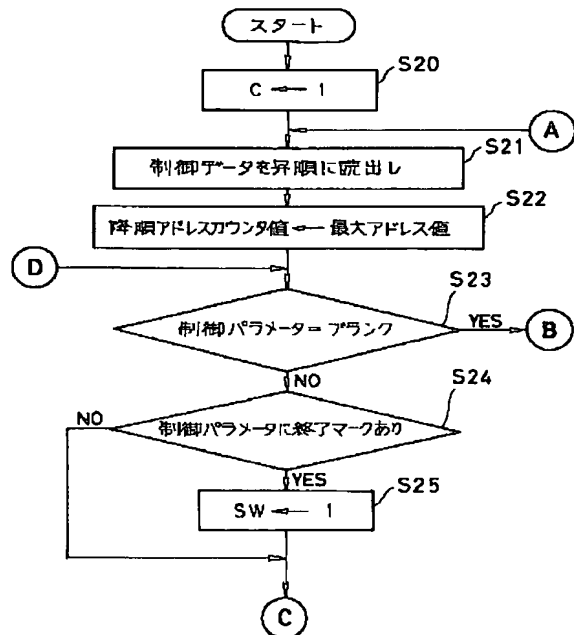 スタート
S20
C ← 1
A
S21
制御データを昇順に読出し
S22
降順アドレスカウンタ値←最大アドレス値
D
S23
制御パラメータ=ブランク
YES
B
NO
S24
NO
制御パラメータに終了マークあり
YES
S25
SW ← 1
C